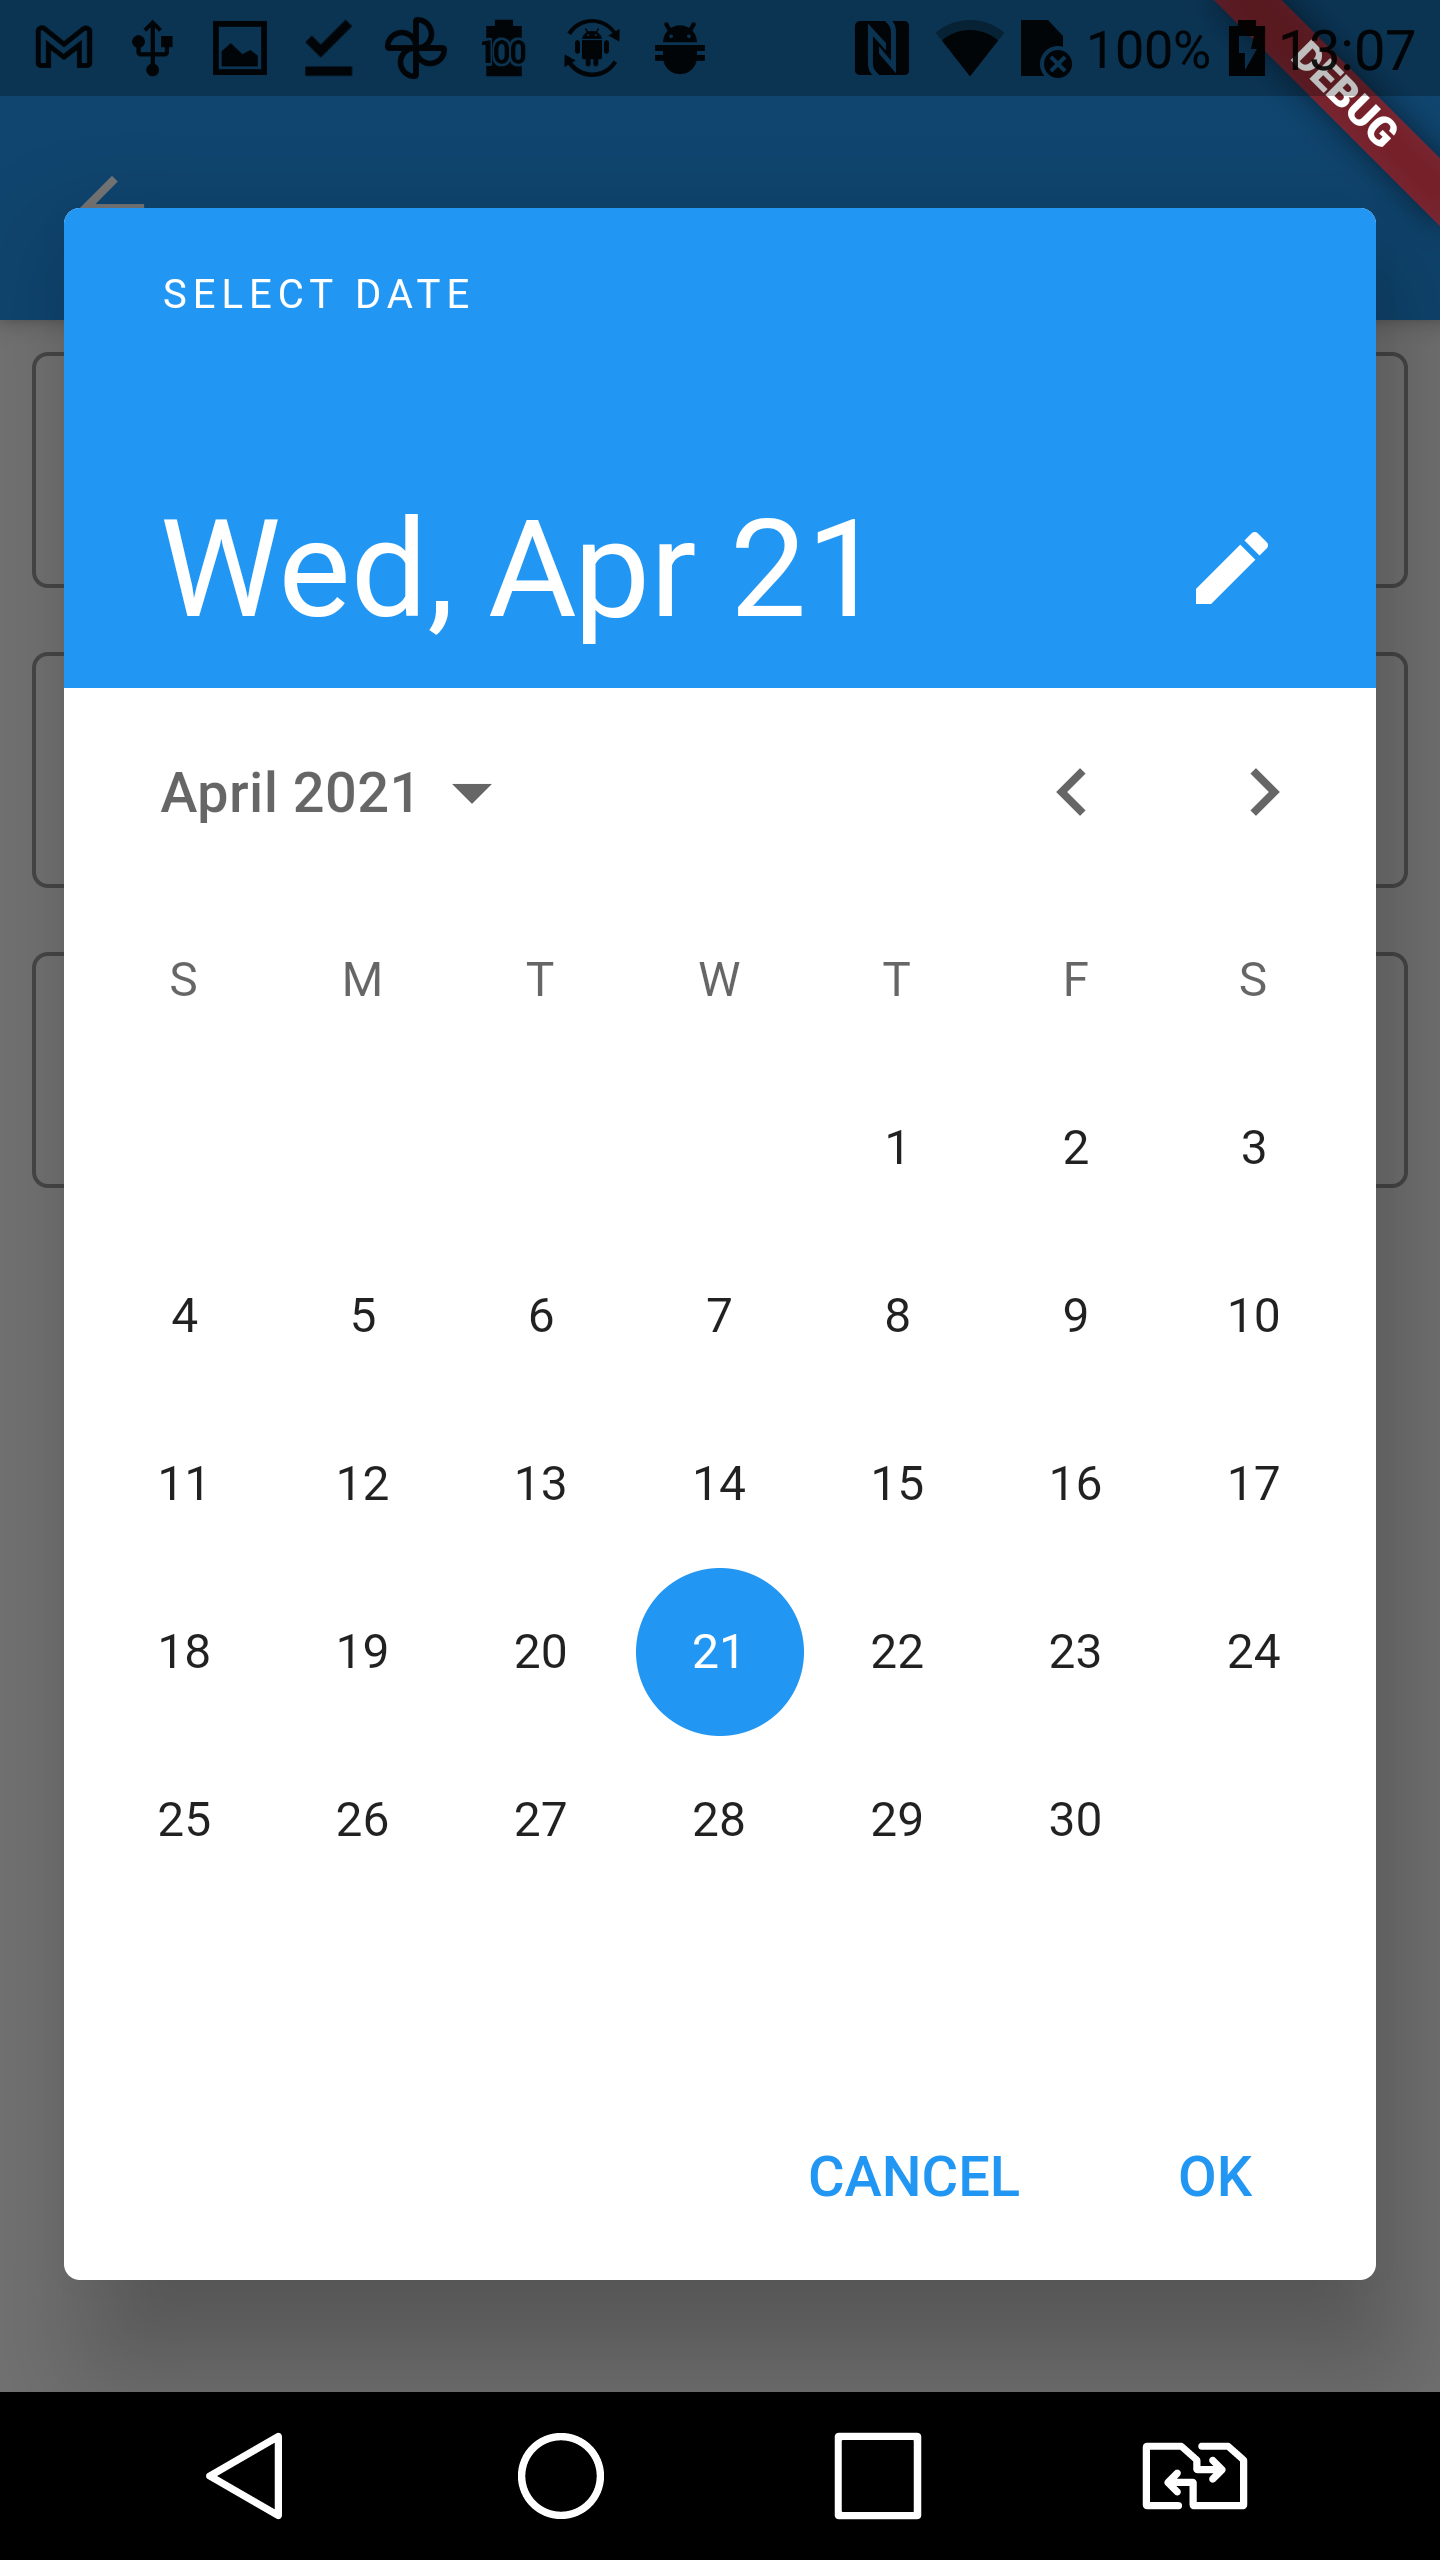 100 100% 13:07
DEBUG
SELECT DATE
Wed, Apr 21
April 2021
S M T W T F S
1 2 3
4 5 6 7 8 9 10
11 12 13 14 15 16 17
18 19 20 21 22 23 24
25 26 27 28 29 30
CANCEL OK